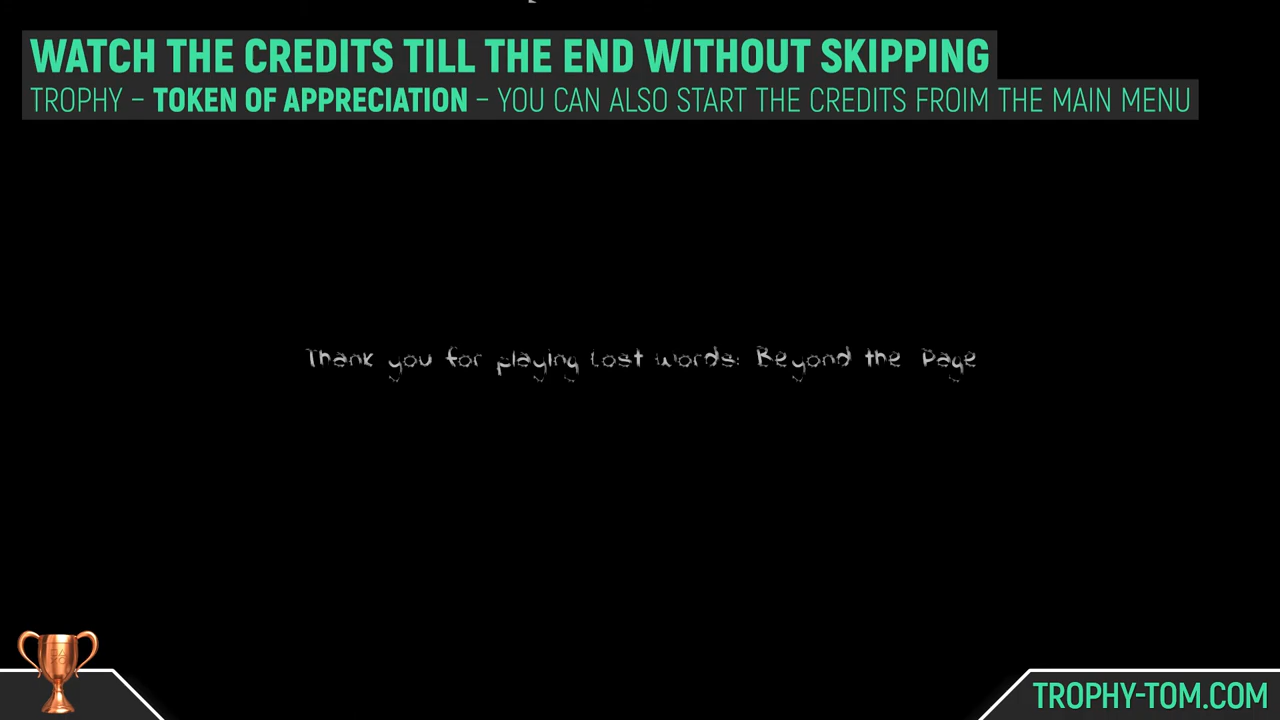 WATCH THE CREDITS TILL THE END WITHOUT SKIPPING
TROPHY – TOKEN OF APPRECIATION – YOU CAN ALSO START THE CREDITS FROIM THE MAIN MENU
Thank you for playing Lost Words: Beyond the Page
TROPHY-TOM.COM